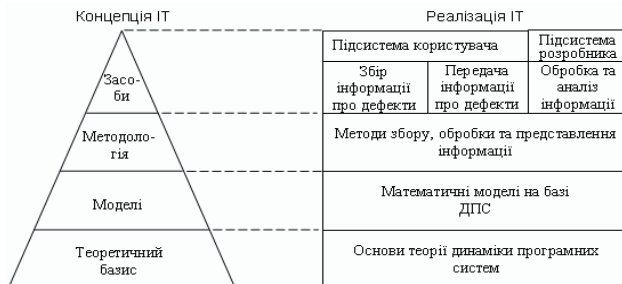 Концепція ІТ
Реалізація ІТ
Підсистема користувача
Підсистема
розробника
Засо-
би
Збір
інформації
про дефекти
Передача
інформації
про дефекти
Обробка та
аналіз
інформації
Методоло-
гія
Методи збору, обробки та представлення
інформації
Моделі
Математичні моделі на базі
ДПС
Теоретичний
базис
Основи теорії динаміки програмних
систем